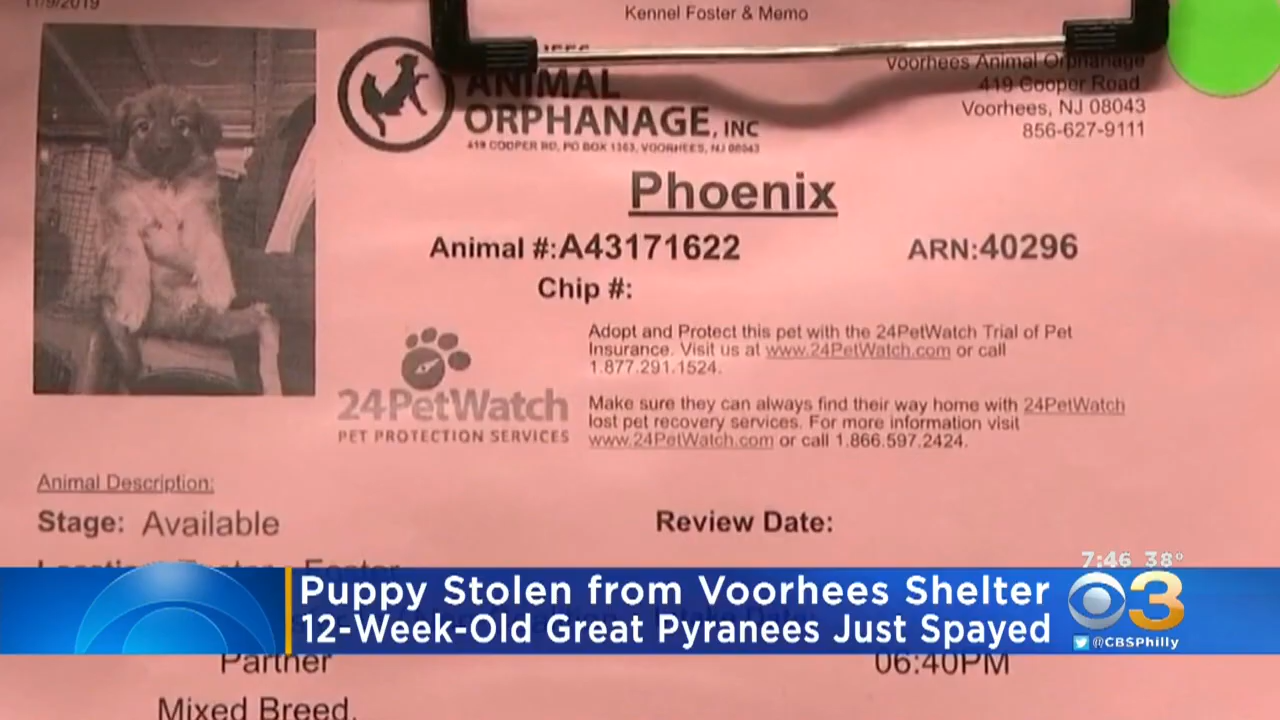 11/9/2019
Kennel Foster & Memo
ANIMAL
ORPHANAGE, INC
419 COOPER RD, PO BOX 1363, VOORHEES, NJ 08043
Voorhees Animal Orphanage
419 Cooper Road
Voorhees, NJ 08043
856-627-9111
Phoenix
Animal #:A43171622
ARN:40296
Chip #:
24PetWatch
PET PROTECTION SERVICES
Adopt and Protect this pet with the 24PetWatch Trial of Pet
Insurance. Visit us at www.24PetWatch.com or call
1.877.291.1524.
Make sure they can always find their way home with 24PetWatch
lost pet recovery services. For more information visit
www.24PetWatch.com or call 1.866.597.2424.
Animal Description:
Stage: Available
Review Date:
7:46 38°
Puppy Stolen from Voorhees Shelter
12-Week-Old Great Pyranees Just Spayed
3
@CBSPhilly
Partner
06:40PM
Mixed Breed,